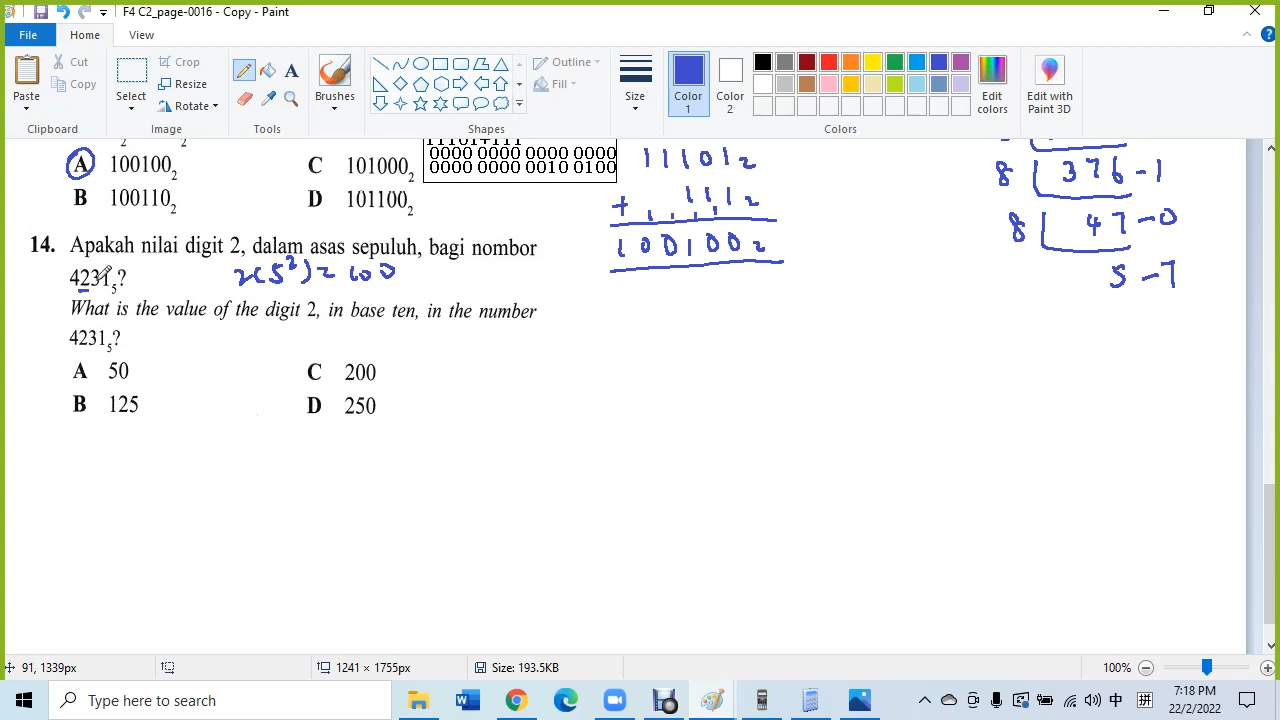 F4 C2_page-0016 - Copy - Paint
File Home View
Cut
Copy
Paste
Clipboard
Select
Crop
Resize
Rotate
Image
A
Tools
Brushes
Shapes
Outline
Fill
Size
Color 1
Color 2
Colors
Edit colors
Edit with Paint 3D
111101+111
0000 0000 0000 0000
0000 0000 0010 0100
A 100100₂ C 101000₂
B 100110₂ D 101100₂
11101₂
+ 111₂
100100₂
8 376 - 1
8 47 - 0
5 - 7
14. Apakah nilai digit 2, dalam asas sepuluh, bagi nombor
4231₅?
2(5²) = 100
What is the value of the digit 2, in base ten, in the number
4231₅?
A 50 C 200
B 125 D 250
91, 1339px
1241 × 1755px
Size: 193.5KB
100%
Type here to search
中
拼
7:18 PM
22/2/2022